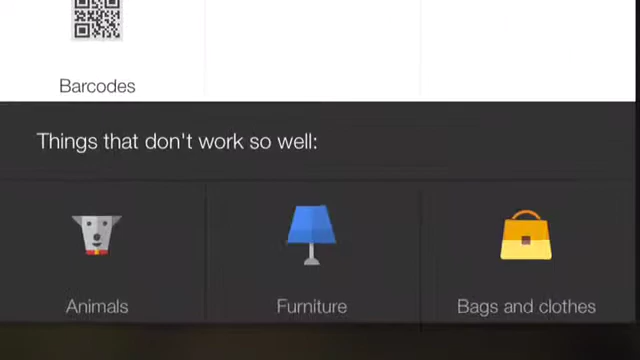 Barcodes
Things that don't work so well:
Animals
Furniture
Bags and clothes